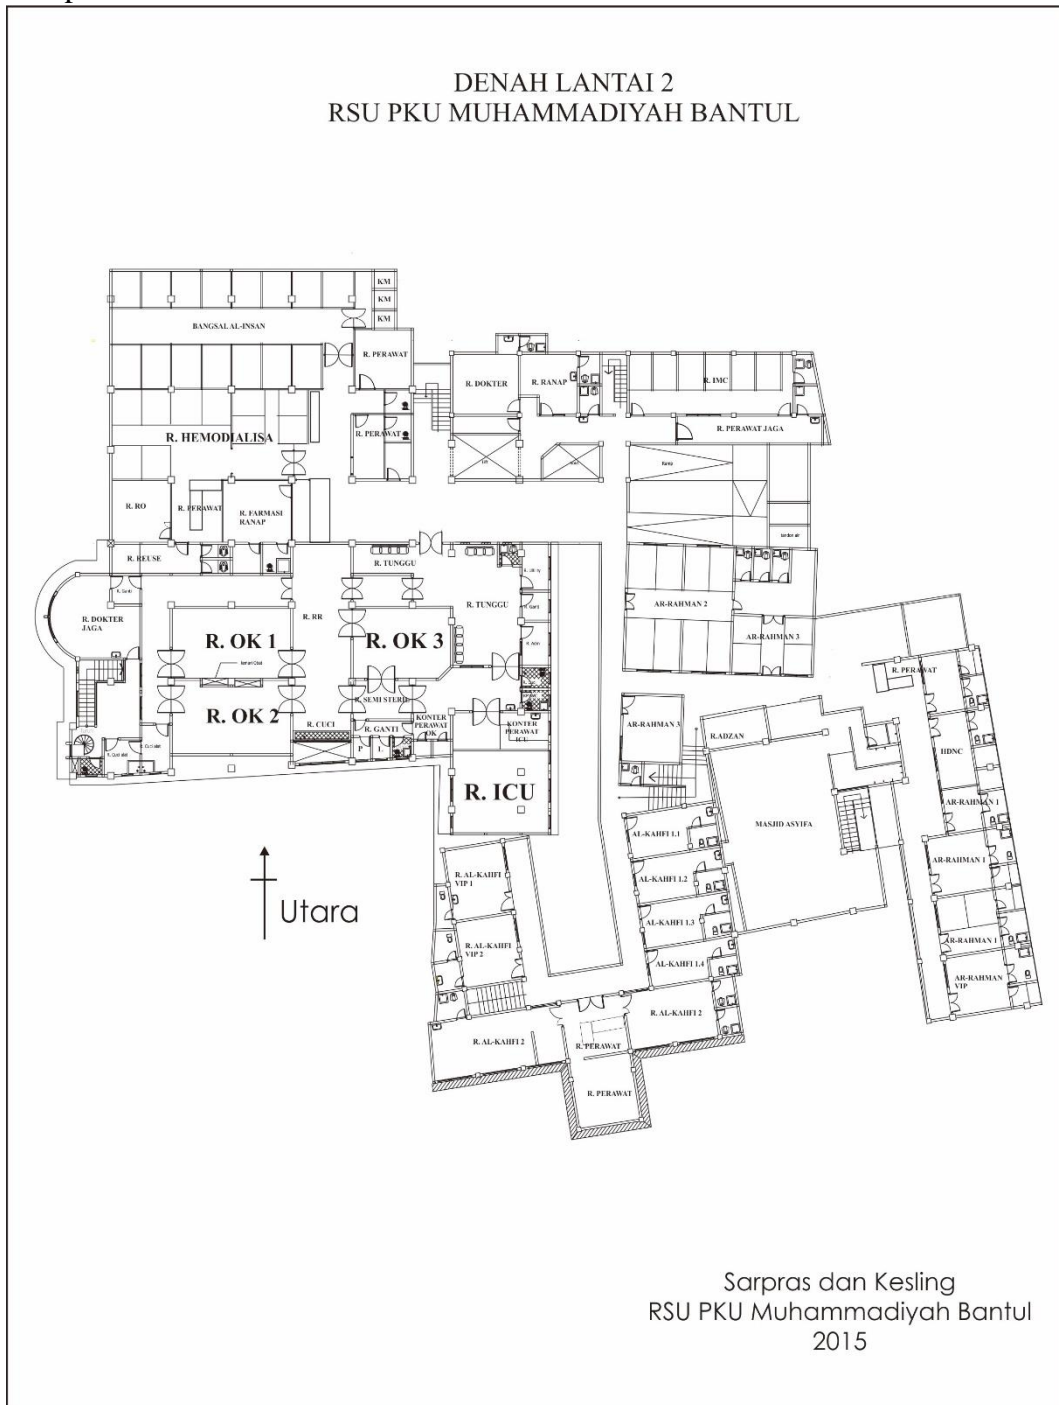 DENAH LANTAI 2
RSU PKU MUHAMMADIYAH BANTUL
KM
KM
KM
BANGSAL AL-INSAN
R. PERAWAT
R. DOKTER
R. RANAP
R. IMC
R. PERAWAT JAGA
R. HEMODIALISA
R. PERAWAT
R. RO
R. PERAWAT
R. FARMASI
RANAP
R. REUSE
R. TUNGGU
R. DOKTER
JAGA
R. OK 1
R. RR
R. OK 3
R. TUNGGU
R. Ganti
AR-RAHMAN 2
AR-RAHMAN 3
R. OK 2
R. SEMI STERIL
R. CUCI
R. GANTI
P
L
KONTER
PERAWAT
OK
KONTER
PERAWAT
ICU
R. ICU
AR-RAHMAN 3
R.ADZAN
R. PERAWAT
HDNC
AR-RAHMAN 1
MASJID ASYIFA
AL-KAHFI 1.1
AL-KAHFI 1.2
AL-KAHFI 1.3
AL-KAHFI 1.4
AR-RAHMAN 1
AR-RAHMAN 1
AR-RAHMAN
VIP
R. AL-KAHFI
VIP 1
R. AL-KAHFI
VIP 2
R. AL-KAHFI 2
R. AL-KAHFI 2
R. PERAWAT
R. PERAWAT
Utara
Sarpras dan Kesling
RSU PKU Muhammadiyah Bantul
2015